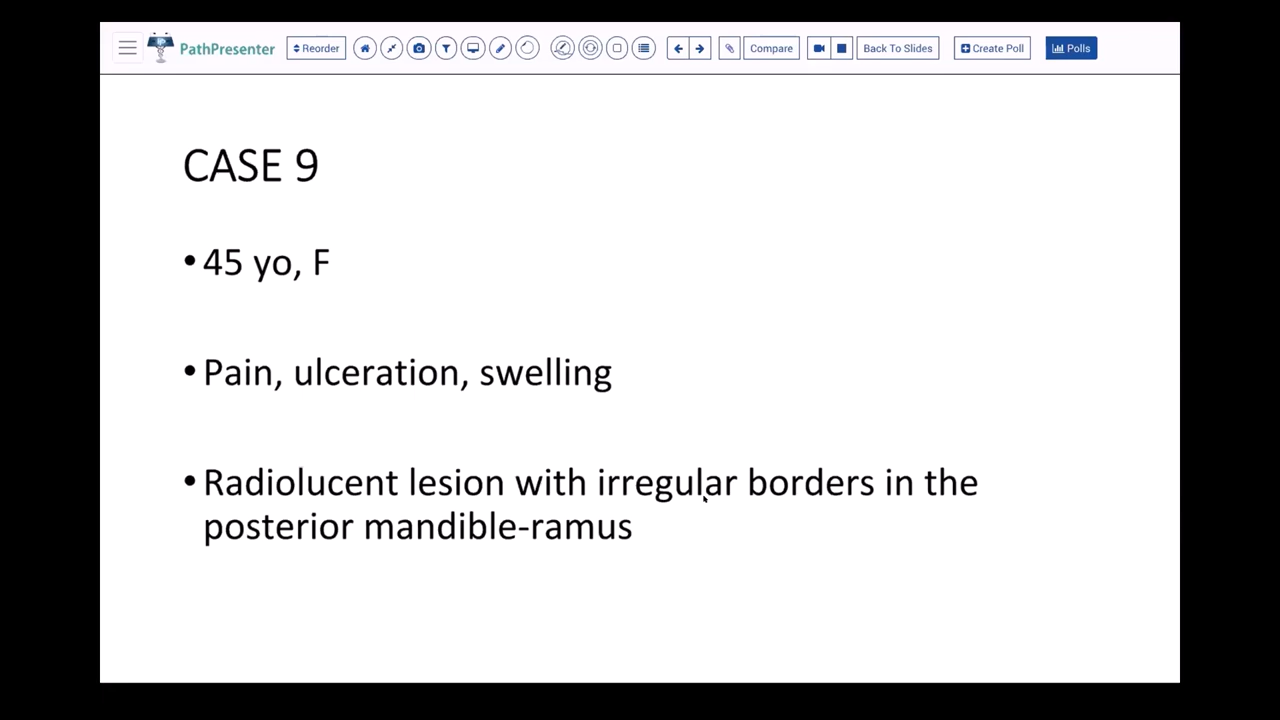 PathPresenter Reorder Compare Back To Slides Create Poll Polls
CASE 9
• 45 yo, F
• Pain, ulceration, swelling
• Radiolucent lesion with irregular borders in the
posterior mandible-ramus